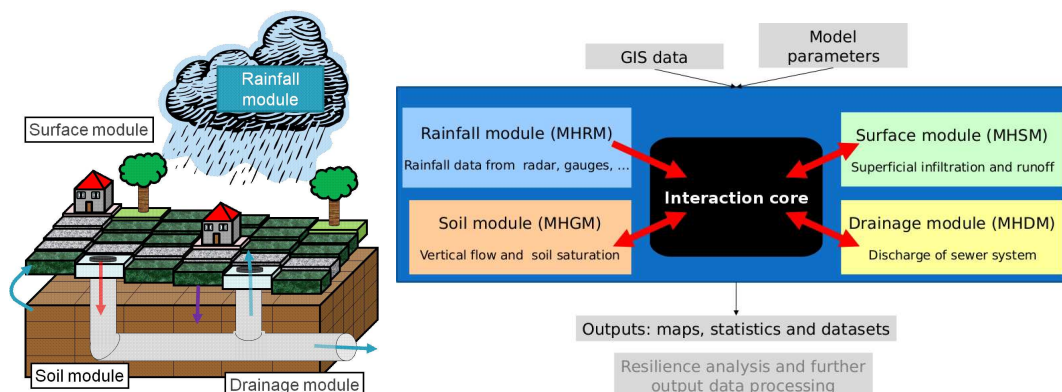 Rainfall
module
Surface module
Soil module
Drainage module
GIS data
Model
parameters
Rainfall module (MHRM)
Rainfall data from radar, gauges, ...
Surface module (MHSM)
Superficial infiltration and runoff
Interaction core
Soil module (MHGM)
Vertical flow and soil saturation
Drainage module (MHDM)
Discharge of sewer system
Outputs: maps, statistics and datasets
Resilience analysis and further
output data processing